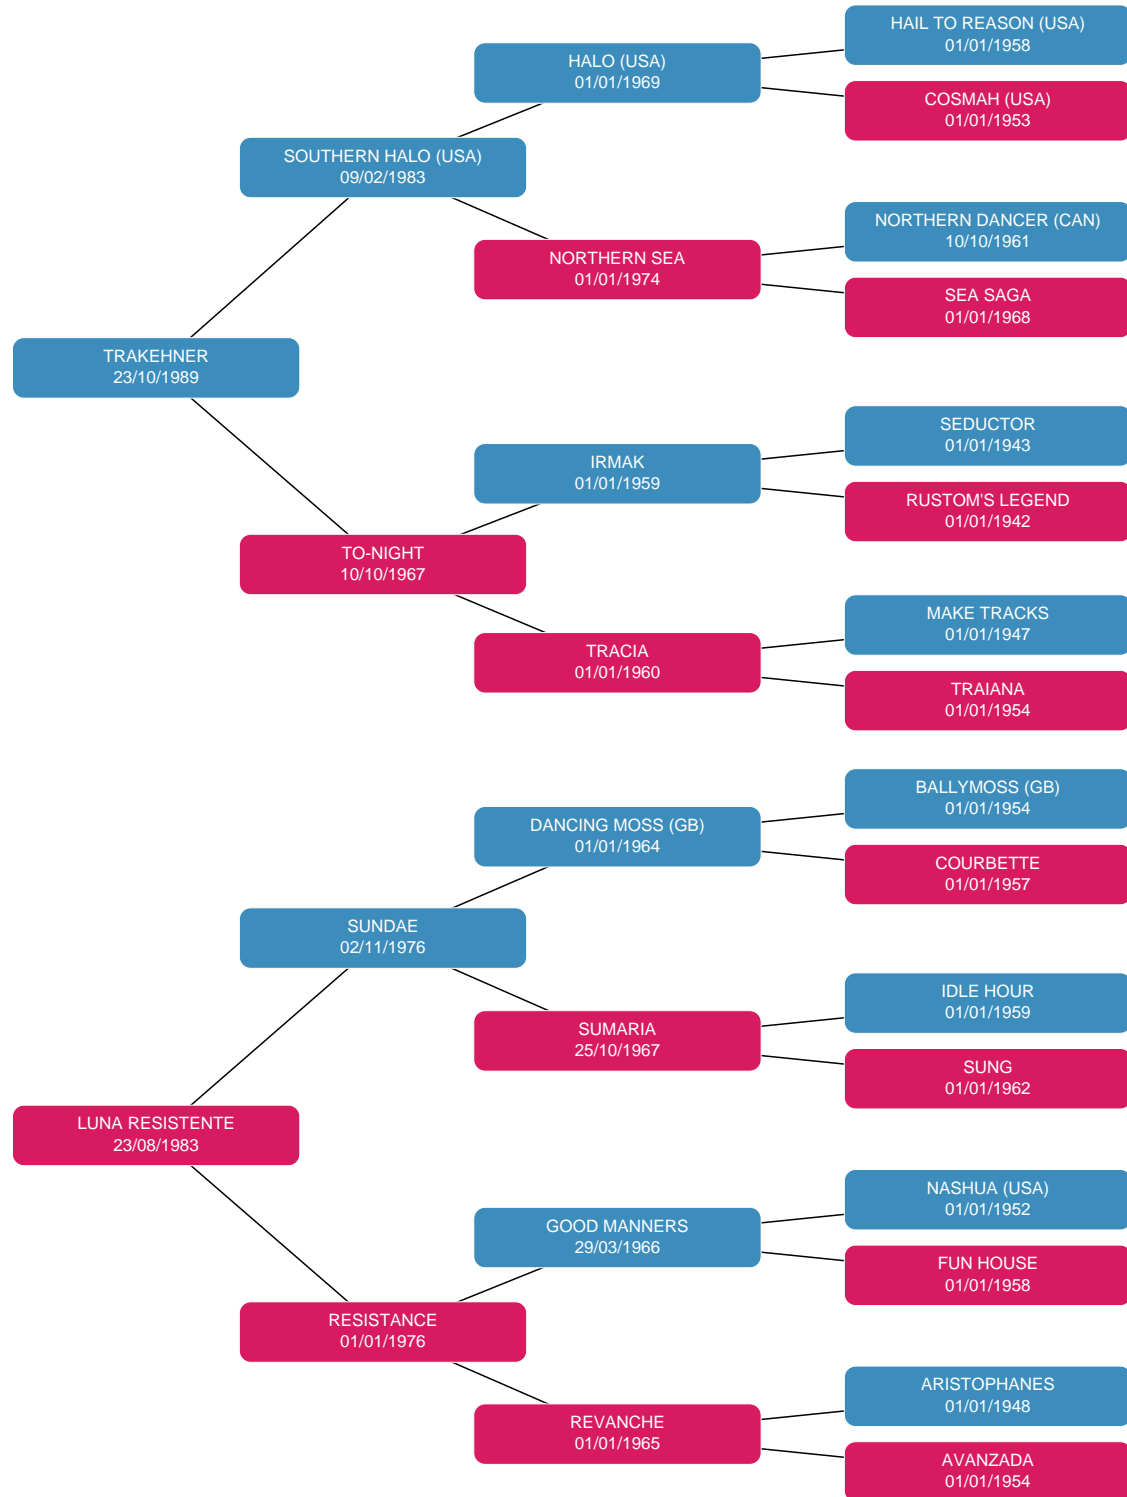 HAIL TO REASON (USA)
01/01/1958
HALO (USA)
01/01/1969
COSMAH (USA)
01/01/1953
SOUTHERN HALO (USA)
09/02/1983
NORTHERN DANCER (CAN)
10/10/1961
NORTHERN SEA
01/01/1974
SEA SAGA
01/01/1968
TRAKEHNER
23/10/1989
SEDUCTOR
01/01/1943
IRMAK
01/01/1959
RUSTOM'S LEGEND
01/01/1942
TO-NIGHT
10/10/1967
MAKE TRACKS
01/01/1947
TRACIA
01/01/1960
TRAIANA
01/01/1954
BALLYMOSS (GB)
01/01/1954
DANCING MOSS (GB)
01/01/1964
COURBETTE
01/01/1957
SUNDAE
02/11/1976
IDLE HOUR
01/01/1959
SUMARIA
25/10/1967
SUNG
01/01/1962
LUNA RESISTENTE
23/08/1983
NASHUA (USA)
01/01/1952
GOOD MANNERS
29/03/1966
FUN HOUSE
01/01/1958
RESISTANCE
01/01/1976
ARISTOPHANES
01/01/1948
REVANCHE
01/01/1965
AVANZADA
01/01/1954